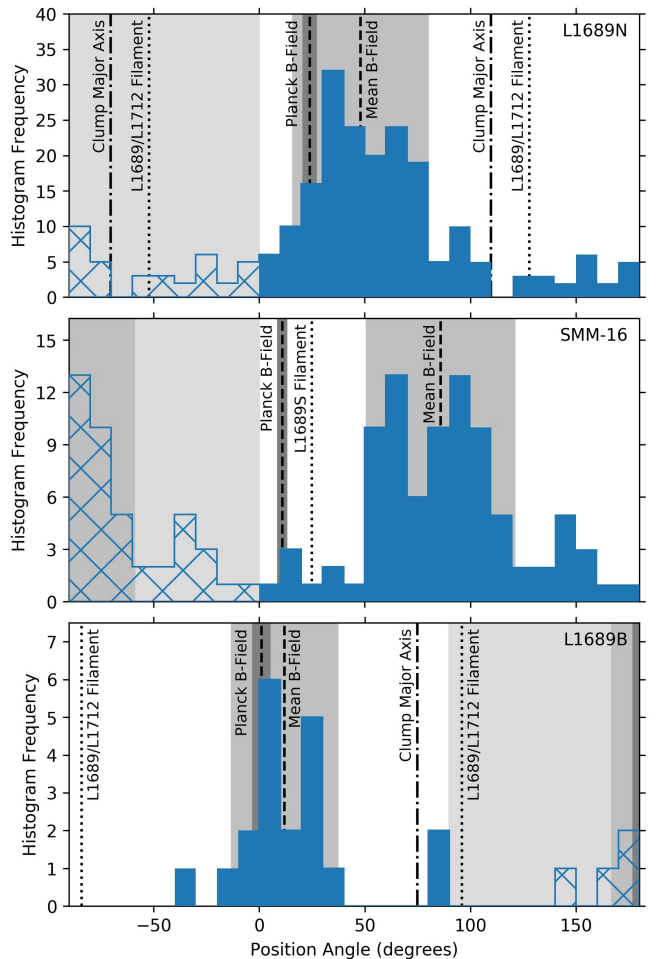 L1689N
40
35
30
25
20
15
10
5
0
Histogram Frequency
Clump Major Axis
L1689/L1712 Filament
Planck B-Field
Mean B-Field
Clump Major Axis
L1689/L1712 Filament
SMM-16
15
12
9
6
3
0
Histogram Frequency
Planck B-Field
L1689S Filament
Mean B-Field
L1689B
7
6
5
4
3
2
1
0
Histogram Frequency
L1689/L1712 Filament
Planck B-Field
Mean B-Field
Clump Major Axis
L1689/L1712 Filament
−50 0 50 100 150
Position Angle (degrees)